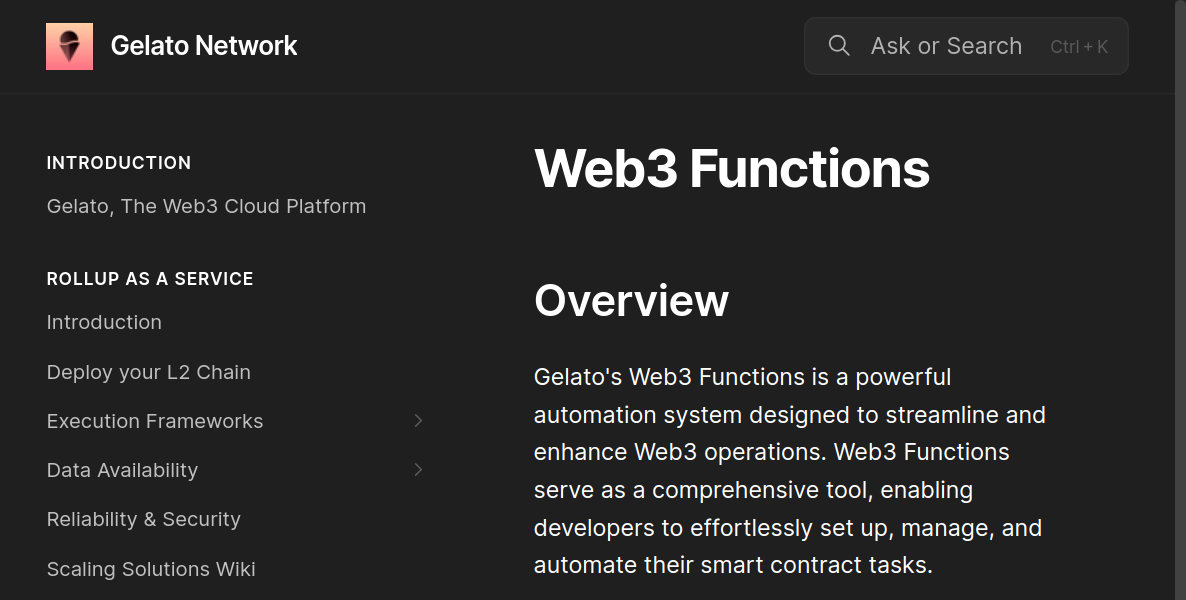 Gelato Network
Ask or Search
Ctrl + K
INTRODUCTION
Gelato, The Web3 Cloud Platform
ROLLUP AS A SERVICE
Introduction
Deploy your L2 Chain
Execution Frameworks
Data Availability
Reliability & Security
Scaling Solutions Wiki
Web3 Functions
Overview
Gelato's Web3 Functions is a powerful
automation system designed to streamline and
enhance Web3 operations. Web3 Functions
serve as a comprehensive tool, enabling
developers to effortlessly set up, manage, and
automate their smart contract tasks.